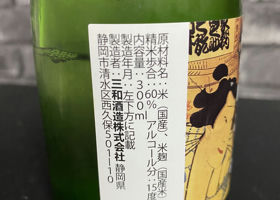 原材料名：米（国産）、米麹（国産米）
精米歩合：60%　アルコール分：15度
内容容量：300ml
製造年月：左下方に記載
製造者：三和酒造株式会社 静岡県
静岡市清水区西久保501-10